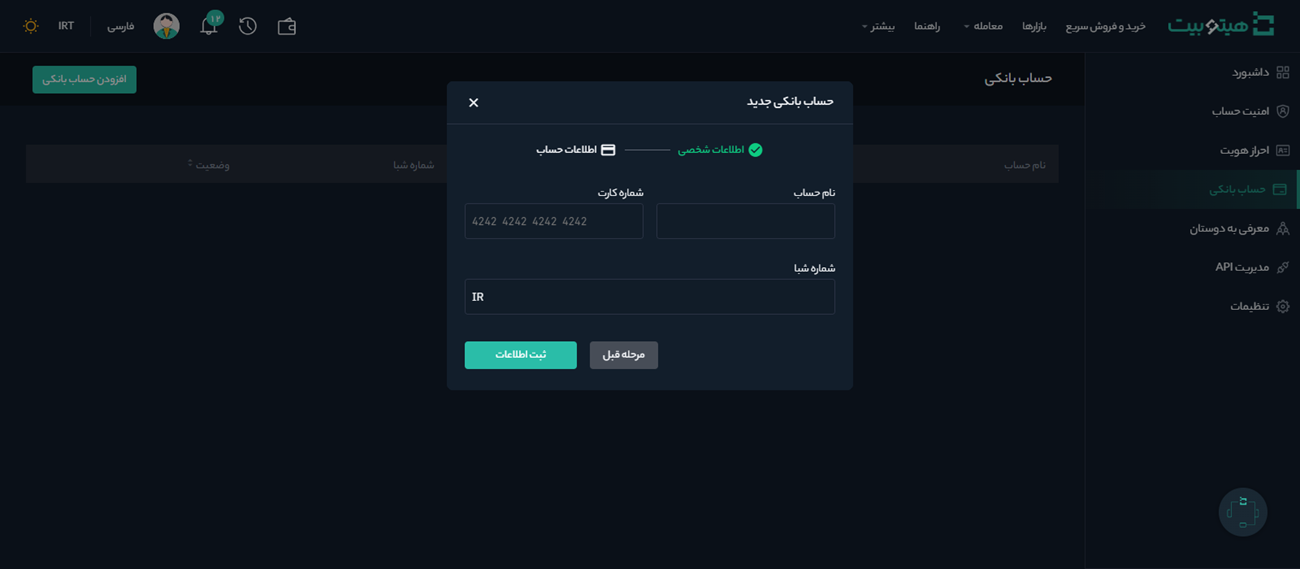 هیتوبیت
خرید و فروش سریع
بازارها
معامله
راهنما
بیشتر
۱۲
فارسی
IRT
داشبورد
امنیت حساب
احراز هویت
حساب بانکی
معرفی به دوستان
مدیریت API
تنظیمات
حساب بانکی
افزودن حساب بانکی
نام حساب
شماره شبا
وضعیت
حساب بانکی جدید
اطلاعات شخصی
اطلاعات حساب
نام حساب
شماره کارت
4242 4242 4242 4242
شماره شبا
IR
مرحله قبل
ثبت اطلاعات